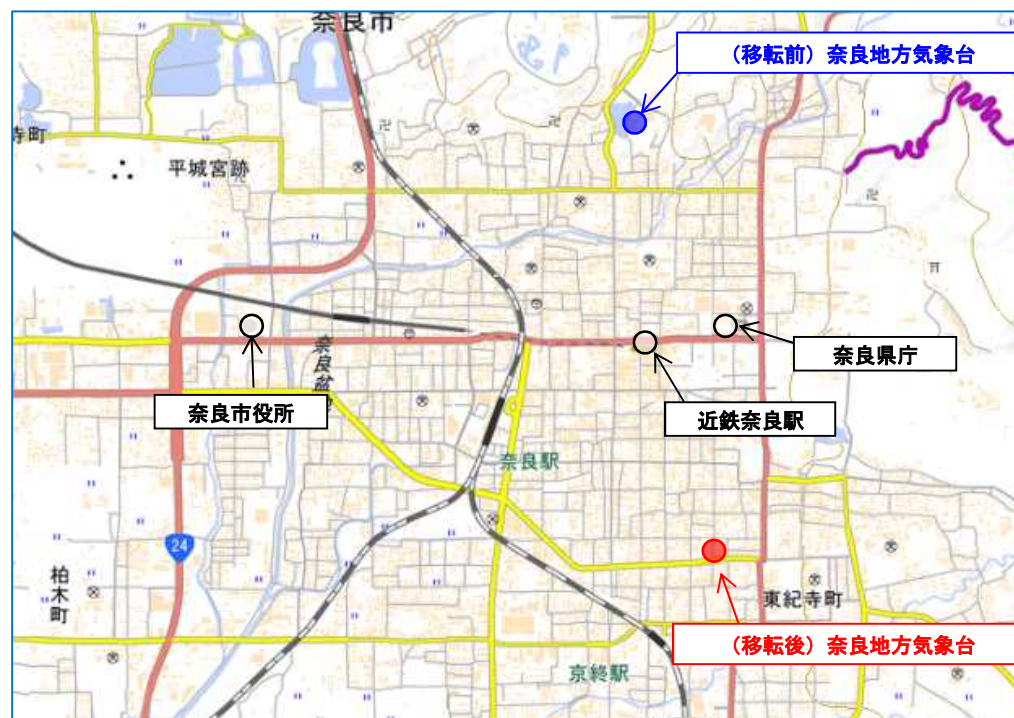 奈良市
(移転前)奈良地方気象台
寺町
平城宮跡
奈良県庁
奈良市役所
近鉄奈良駅
奈良駅
24
柏木町
東紀寺町
(移転後)奈良地方気象台
京終駅